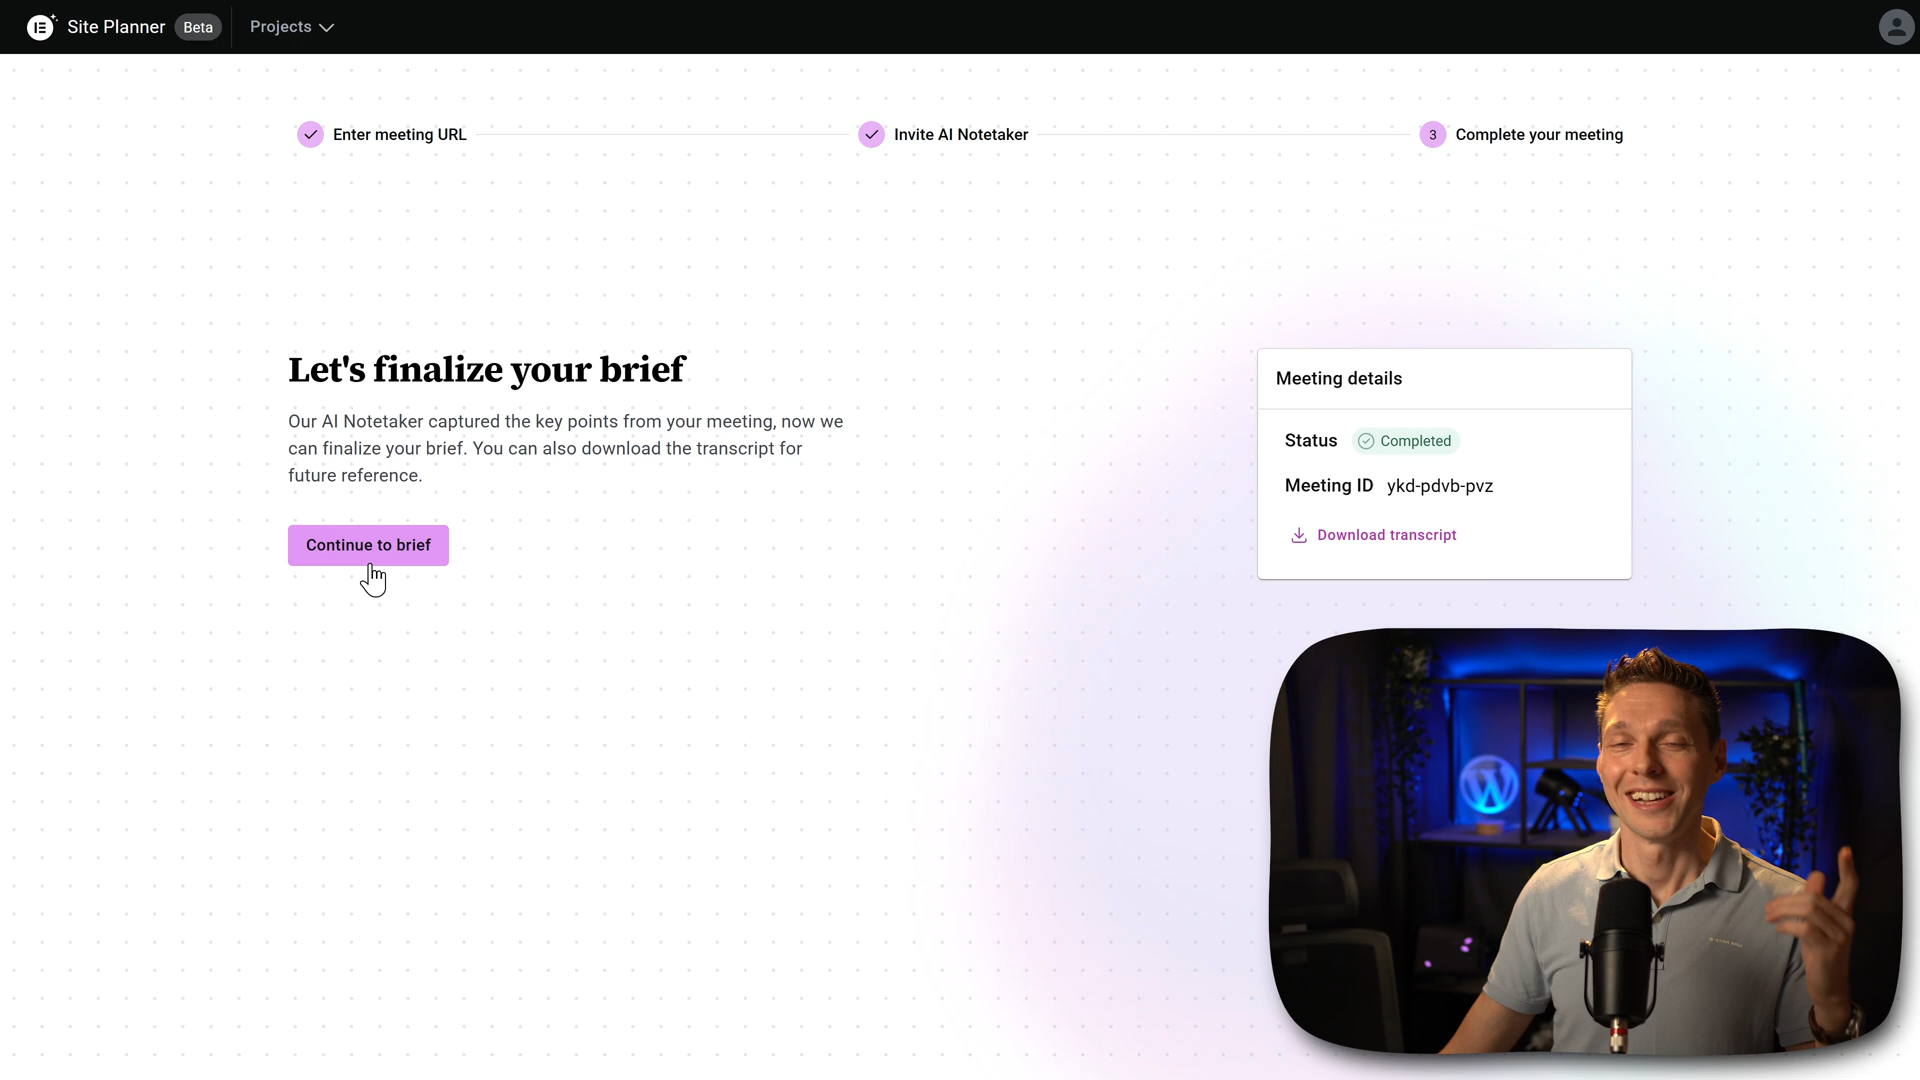 Site Planner Beta Projects
Enter meeting URL
Invite AI Notetaker
3 Complete your meeting
Let's finalize your brief
Our AI Notetaker captured the key points from your meeting, now we
can finalize your brief. You can also download the transcript for
future reference.
Continue to brief
Meeting details
Status Completed
Meeting ID ykd-pdvb-pvz
Download transcript